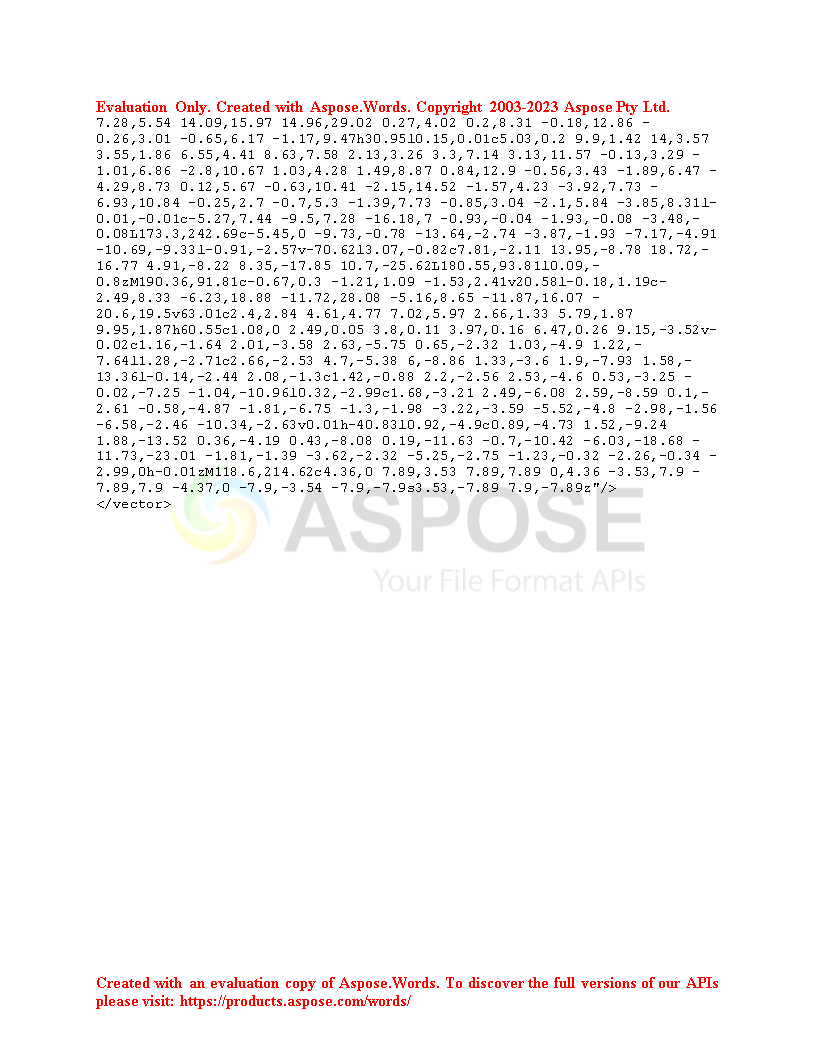 Evaluation Only. Created with Aspose.Words. Copyright 2003-2023 Aspose Pty Ltd.
7.28,5.54 14.09,15.97 14.96,29.02 0.27,4.02 0.2,8.31 -0.18,12.86 -
0.26,3.01 -0.65,6.17 -1.17,9.47h30.95l0.15,0.01c5.03,0.2 9.9,1.42 14,3.57
3.55,1.86 6.55,4.41 8.63,7.58 2.13,3.26 3.3,7.14 3.13,11.57 -0.13,3.29 -
1.01,6.86 -2.8,10.67 1.03,4.28 1.49,8.87 0.84,12.9 -0.56,3.43 -1.89,6.47 -
4.29,8.73 0.12,5.67 -0.63,10.41 -2.15,14.52 -1.57,4.23 -3.92,7.73 -
6.93,10.84 -0.25,2.7 -0.7,5.3 -1.39,7.73 -0.85,3.04 -2.1,5.84 -3.85,8.31l-
0.01,-0.01c-5.27,7.44 -9.5,7.28 -16.18,7 -0.93,-0.04 -1.93,-0.08 -3.48,-
0.08L173.3,242.69c-5.45,0 -9.73,-0.78 -13.64,-2.74 -3.87,-1.93 -7.17,-4.91
-10.69,-9.33l-0.91,-2.57v-70.62l3.07,-0.82c7.81,-2.11 13.95,-8.78 18.72,-
16.77 4.91,-8.22 8.35,-17.85 10.7,-25.62L180.55,93.81l0.09,-
0.8zM190.36,91.81c-0.67,0.3 -1.21,1.09 -1.53,2.41v20.58l-0.18,1.19c-
2.49,8.33 -6.23,18.88 -11.72,28.08 -5.16,8.65 -11.87,16.07 -
20.6,19.5v63.01c2.4,2.84 4.61,4.77 7.02,5.97 2.66,1.33 5.79,1.87
9.95,1.87h60.55c1.08,0 2.49,0.05 3.8,0.11 3.97,0.16 6.47,0.26 9.15,-3.52v-
0.02c1.16,-1.64 2.01,-3.58 2.63,-5.75 0.65,-2.32 1.03,-4.9 1.22,-
7.64l1.28,-2.71c2.66,-2.53 4.7,-5.38 6,-8.86 1.33,-3.6 1.9,-7.93 1.58,-
13.36l-0.14,-2.44 2.08,-1.3c1.42,-0.88 2.2,-2.56 2.53,-4.6 0.53,-3.25 -
0.02,-7.25 -1.04,-10.96l0.32,-2.99c1.68,-3.21 2.49,-6.08 2.59,-8.59 0.1,-
2.61 -0.58,-4.87 -1.81,-6.75 -1.3,-1.98 -3.22,-3.59 -5.52,-4.8 -2.98,-1.56
-6.58,-2.46 -10.34,-2.63v0.01h-40.83l0.92,-4.9c0.89,-4.73 1.52,-9.24
1.88,-13.52 0.36,-4.19 0.43,-8.08 0.19,-11.63 -0.7,-10.42 -6.03,-18.68 -
11.73,-23.01 -1.81,-1.39 -3.62,-2.32 -5.25,-2.75 -1.23,-0.32 -2.26,-0.34 -
2.99,0h-0.01zM118.6,214.62c4.36,0 7.89,3.53 7.89,7.89 0,4.36 -3.53,7.9 -
7.89,7.9 -4.37,0 -7.9,-3.54 -7.9,-7.9s3.53,-7.89 7.9,-7.89z"/>
</vector>
ASPOSE
Your File Format APIs
Created with an evaluation copy of Aspose.Words. To discover the full versions of our APIs
please visit: https://products.aspose.com/words/